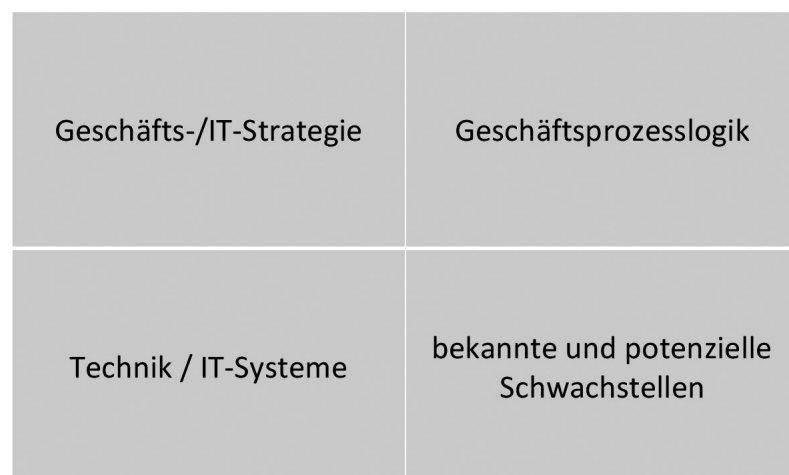 Geschäfts-/IT-Strategie
Geschäftsprozesslogik
Technik / IT-Systeme
bekannte und potenzielle
Schwachstellen